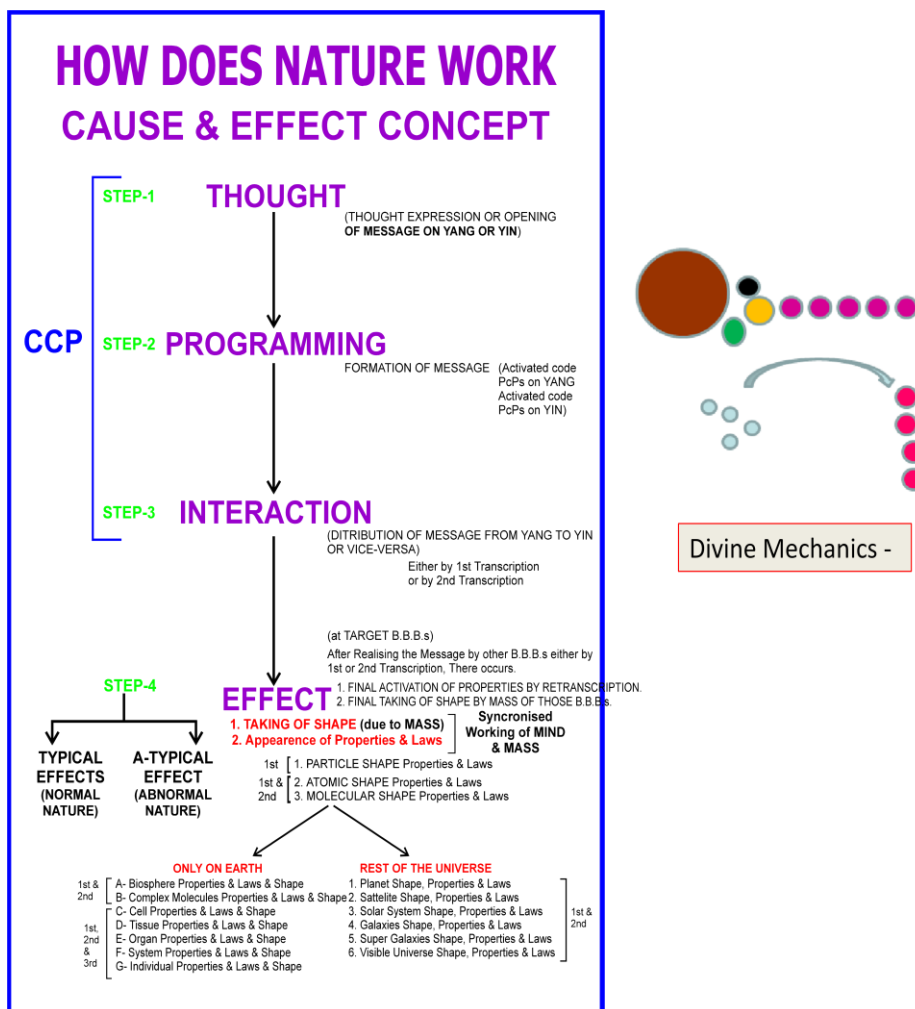 HOW DOES NATURE WORK
CAUSE & EFFECT CONCEPT
STEP-1
THOUGHT
(THOUGHT EXPRESSION OR OPENING
OF MESSAGE ON YANG OR YIN)
CCP
STEP-2
PROGRAMMING
FORMATION OF MESSAGE (Activated code
PcPs on YANG
Activated code
PcPs on YIN)
STEP-3
INTERACTION
(DITRIBUTION OF MESSAGE FROM YANG TO YIN
OR VICE-VERSA)
Either by 1st Transcription
or by 2nd Transcription
Divine Mechanics -
(at TARGET B.B.B.s)
After Realising the Message by other B.B.B.s either by
1st or 2nd Transcription, There occurs.
STEP-4
EFFECT
1. FINAL ACTIVATION OF PROPERTIES BY RETRANSCRIPTION.
2. FINAL TAKING OF SHAPE BY MASS OF THOSE B.B.B.s.
1. TAKING OF SHAPE (due to MASS)
2. Appearence of Properties & Laws
Syncronised
Working of MIND
& MASS
TYPICAL
EFFECTS
(NORMAL
NATURE)
A-TYPICAL
EFFECT
(ABNORMAL
NATURE)
1st 1. PARTICLE SHAPE Properties & Laws
1st &
2nd
2. ATOMIC SHAPE Properties & Laws
3. MOLECULAR SHAPE Properties & Laws
ONLY ON EARTH
1st &
2nd
A- Biosphere Properties & Laws & Shape
B- Complex Molecules Properties & Laws & Shape
1st,
2nd
&
3rd
C- Cell Properties & Laws & Shape
D- Tissue Properties & Laws & Shape
E- Organ Properties & Laws & Shape
F- System Properties & Laws & Shape
G- Individual Properties & Laws & Shape
REST OF THE UNIVERSE
1. Planet Shape, Properties & Laws
2. Sattelite Shape, Properties & Laws
3. Solar System Shape, Properties & Laws
4. Galaxies Shape, Properties & Laws
5. Super Galaxies Shape, Properties & Laws
6. Visible Universe Shape, Properties & Laws
1st &
2nd